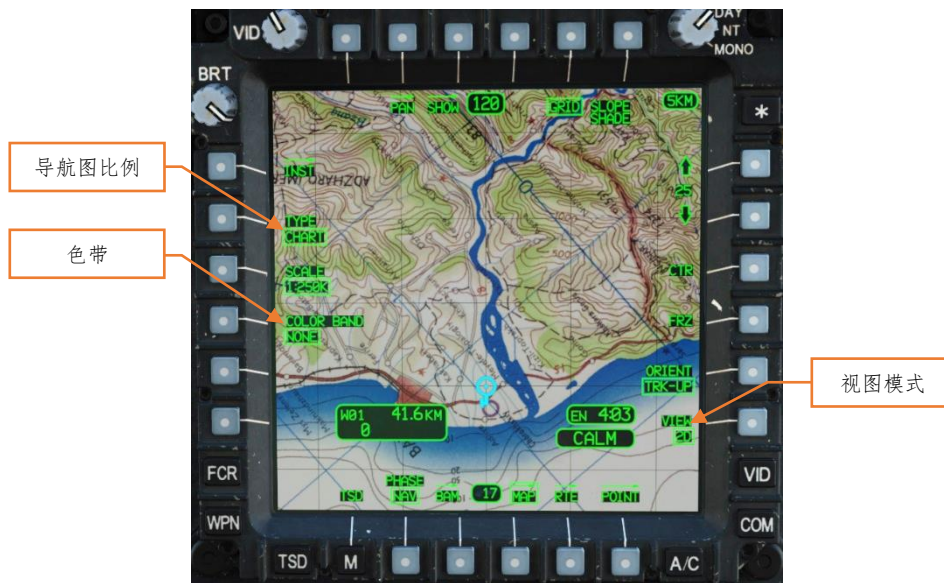 VID
DAY
NT
MONO
BRT
PAN
SHOW
120
GRID
SLOPE
SHADE
5KM
*
导航图比例
INST
ADZHARO IMER
25
TYPE
CHART
色带
SCALE
1:250K
CTR
COLOR BAND
NONE
FRZ
ORIENT
TRK-UP
视图模式
W01 41.6KM
0
EN 4:03
CALM
VIEW
2D
FCR
VID
PHASE
TSD
NAV
BAM
17
MAP
RTE
POINT
WPN
COM
TSD
M
A/C